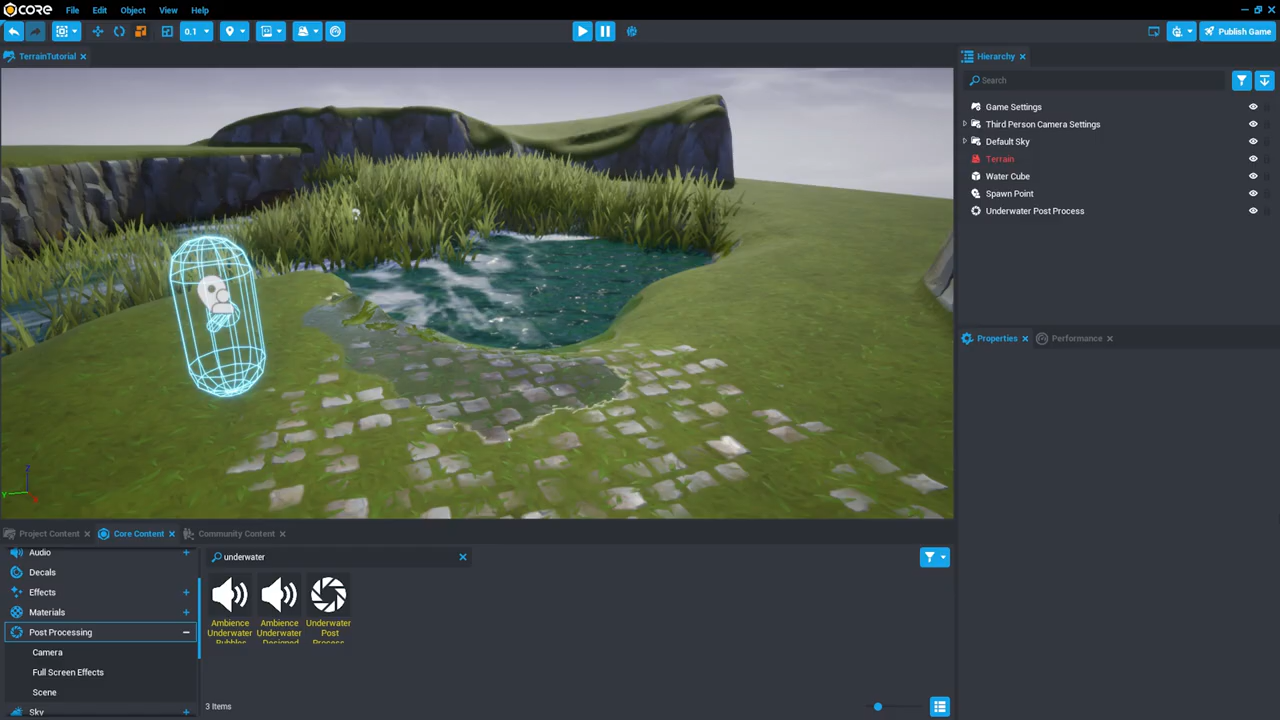 CORE File Edit Object View Help
0.1 Publish Game
TerrainTutorial
Hierarchy
Search
Game Settings
Third Person Camera Settings
Default Sky
Terrain
Water Cube
Spawn Point
Underwater Post Process
Properties Performance
Z
Y
X
Project Content Core Content Community Content
Audio
Decals
Effects
Materials
Post Processing
Camera
Full Screen Effects
Scene
Sky
underwater
Ambience Underwater Bubbles
Ambience Underwater Designed
Underwater Post Process
3 Items